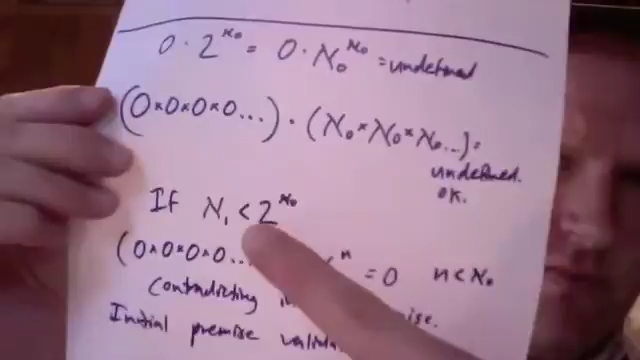 0 · 2^ℵ₀ = 0 · ℵ₀^ℵ₀ = undefined
(0×0×0×0...) · (ℵ₀×ℵ₀×ℵ₀...) =
undefined.
OK.
If ℵ₁ < 2^ℵ₀
(0×0×0×0... ^n = 0 n < ℵ₀
Contradicting
Initial premise